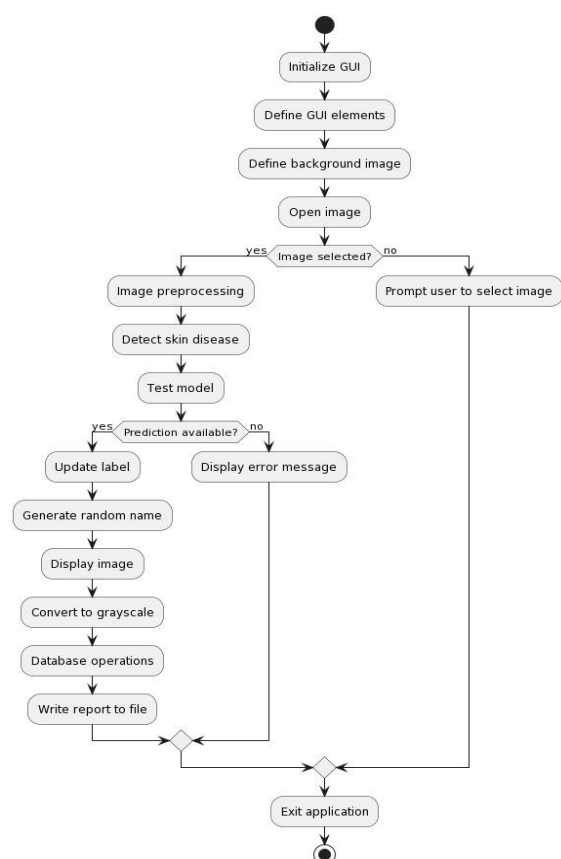 Initialize GUI
Define GUI elements
Define background image
Open image
yes
Image selected?
no
Image preprocessing
Prompt user to select image
Detect skin disease
Test model
yes
Prediction available?
no
Update label
Display error message
Generate random name
Display image
Convert to grayscale
Database operations
Write report to file
Exit application